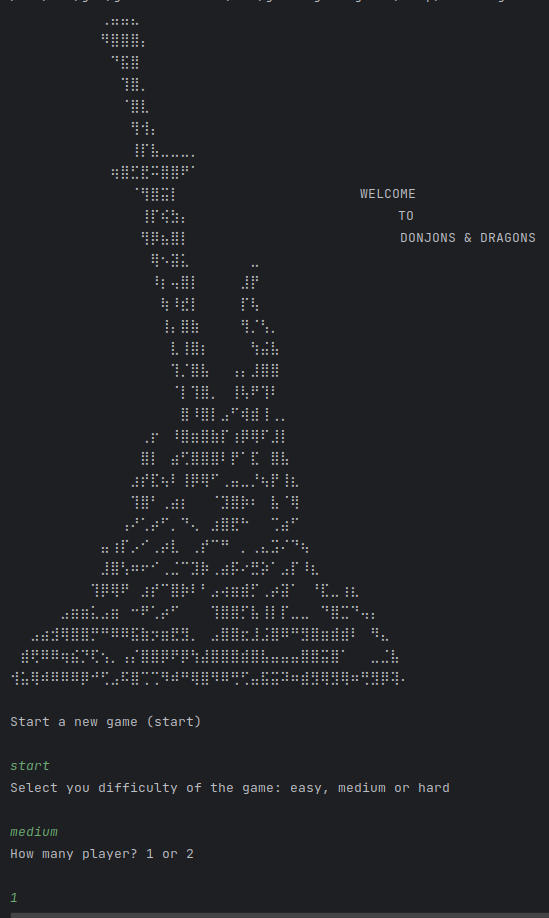 WELCOME
TO
DONJONS & DRAGONS
Start a new game (start)
start
Select you difficulty of the game: easy, medium or hard
medium
How many player? 1 or 2
1